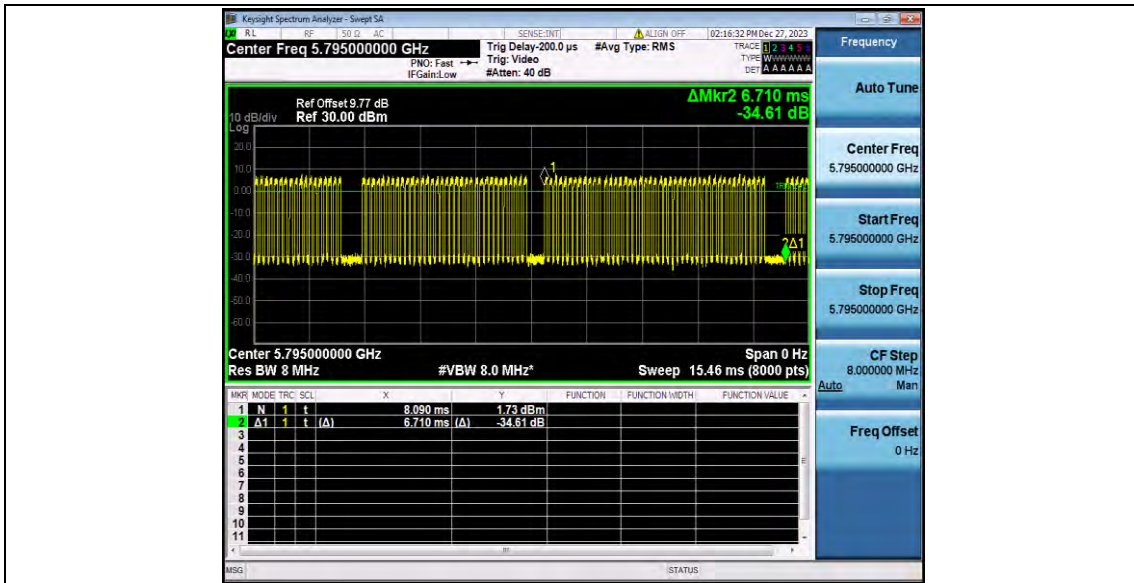 Keysight Spectrum Analyzer - Swept SA
RL RF 50 Ω AC SENSE:INT ALIGN OFF 02:16:32 PM Dec 27, 2023
Center Freq 5.795000000 GHz
Trig Delay-200.0 µs #Avg Type: RMS
TRACE 1 2 3 4 5 6
PNO: Fast Trig: Video
TYPE W
IFGain:Low #Atten: 40 dB
DET A A A A A A
ΔMkr2 6.710 ms
-34.61 dB
Ref Offset 9.77 dB
10 dB/div Ref 30.00 dBm
Log
20.0
10.0
0.00
-10.0
-20.0
-30.0
-40.0
-50.0
-60.0
1
2Δ1
Center 5.795000000 GHz Span 0 Hz
Res BW 8 MHz #VBW 8.0 MHz* Sweep 15.46 ms (8000 pts)
MKR MODE TRC SCL X Y FUNCTION FUNCTION WIDTH FUNCTION VALUE
1 N 1 t 8.090 ms 1.73 dBm
2 Δ1 1 t (Δ) 6.710 ms (Δ) -34.61 dB
3
4
5
6
7
8
9
10
11
MSG STATUS
Frequency
Auto Tune
Center Freq
5.795000000 GHz
Start Freq
5.795000000 GHz
Stop Freq
5.795000000 GHz
CF Step
8.000000 MHz
Auto Man
Freq Offset
0 Hz